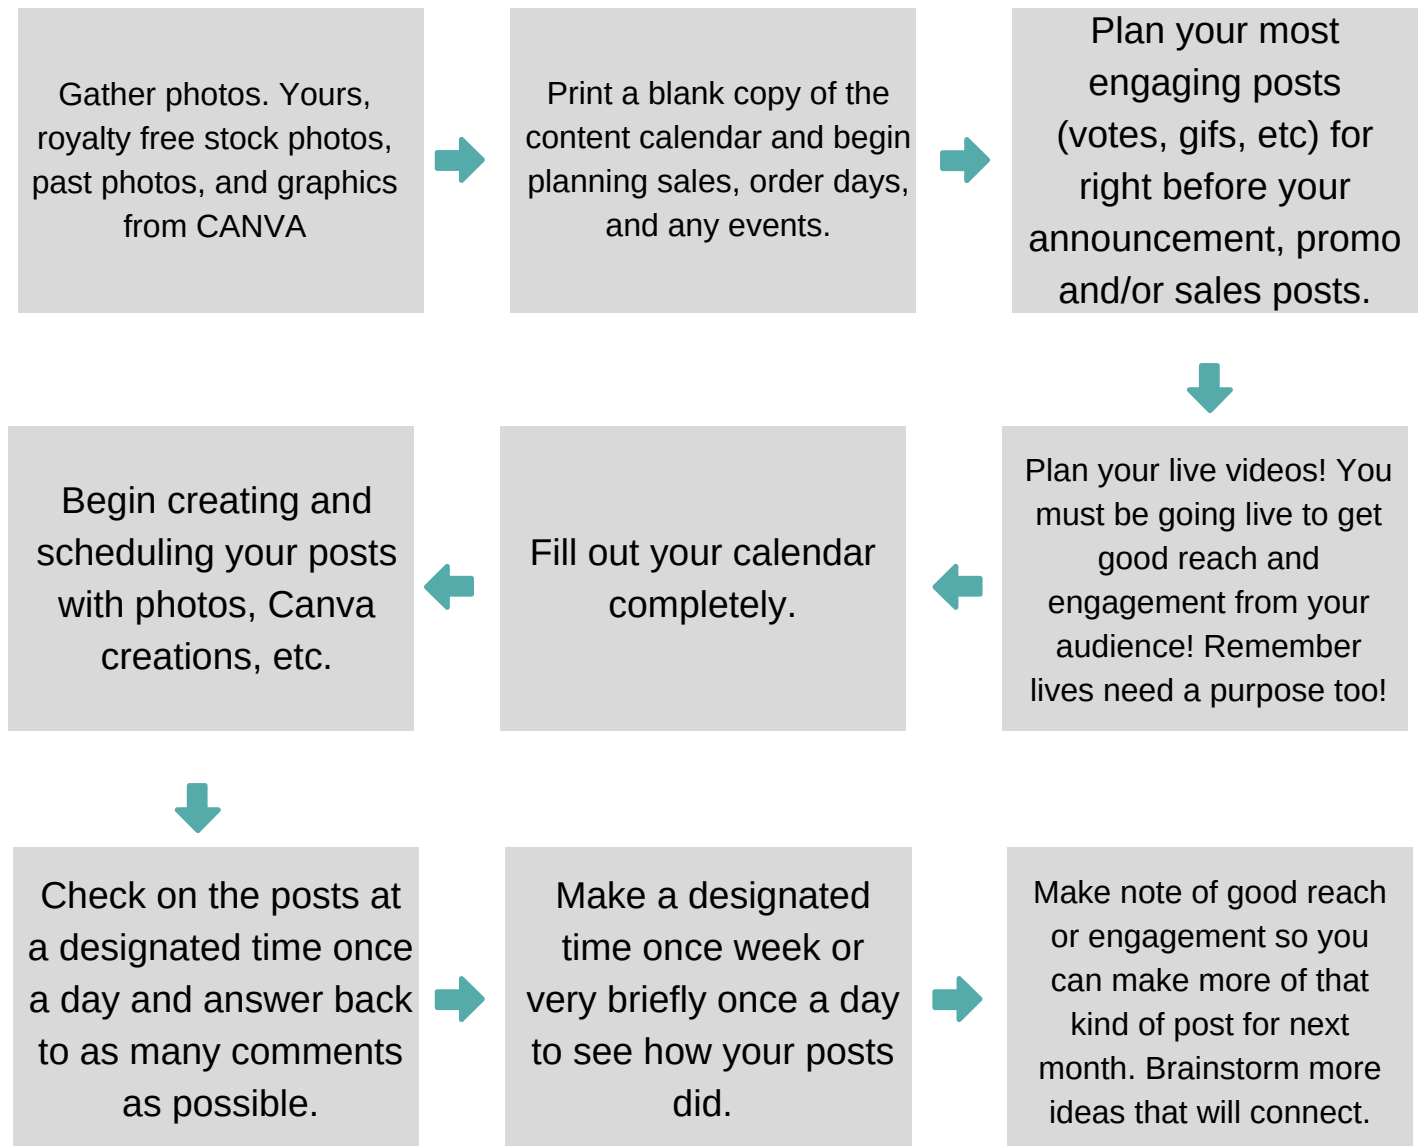 Gather photos. Yours,
royalty free stock photos,
past photos, and graphics
from CANVA
Print a blank copy of the
content calendar and begin
planning sales, order days,
and any events.
Plan your most
engaging posts
(votes, gifs, etc) for
right before your
announcement, promo
and/or sales posts.
Plan your live videos! You
must be going live to get
good reach and
engagement from your
audience! Remember
lives need a purpose too!
Fill out your calendar
completely.
Begin creating and
scheduling your posts
with photos, Canva
creations, etc.
Check on the posts at
a designated time once
a day and answer back
to as many comments
as possible.
Make a designated
time once week or
very briefly once a day
to see how your posts
did.
Make note of good reach
or engagement so you
can make more of that
kind of post for next
month. Brainstorm more
ideas that will connect.